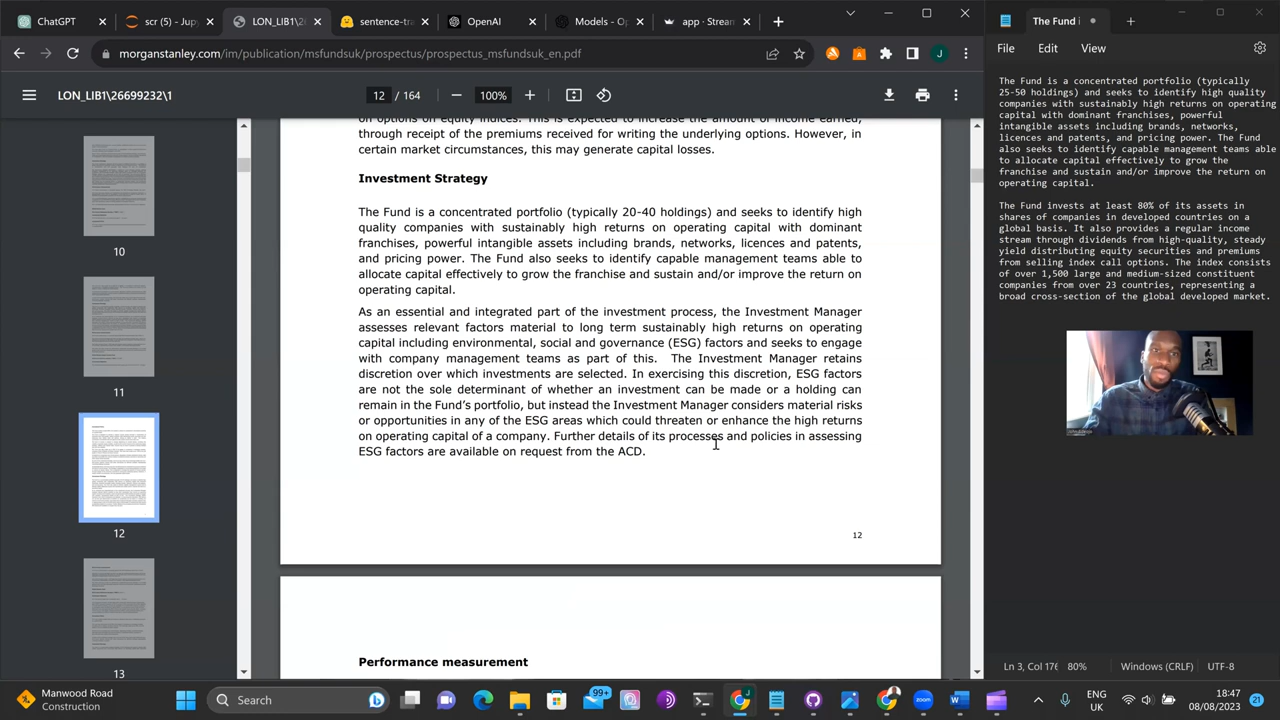 ChatGPT
scr (5) - Ju
LON_LIB1\26
sentence-tra
OpenAI
Models - Op
app · Stream
morganstanley.com/im/publication/msfundsuk/prospectus/prospectus_msfundsuk_en.pdf
J
LON_LIB1\26699232\1
12 / 164
100%
10
11
12
13
of options on equity indices. This is expected to increase the amount of income earned,
through receipt of the premiums received for writing the underlying options. However, in
certain market circumstances, this may generate capital losses.
Investment Strategy
The Fund is a concentrated portfolio (typically 20-40 holdings) and seeks to identify high
quality companies with sustainably high returns on operating capital with dominant
franchises, powerful intangible assets including brands, networks, licences and patents,
and pricing power. The Fund also seeks to identify capable management teams able to
allocate capital effectively to grow the franchise and sustain and/or improve the return on
operating capital.
As an essential and integrated part of the investment process, the Investment Manager
assesses relevant factors material to long term sustainably high returns on operating
capital including environmental, social and governance (ESG) factors and seeks to engage
with company management teams as part of this. The Investment Manager retains
discretion over which investments are selected. In exercising this discretion, ESG factors
are not the sole determinant of whether an investment can be made or a holding can
remain in the Fund's portfolio, but instead the Investment Manager considers material risks
or opportunities in any of the ESG areas which could threaten or enhance the high returns
on operating capital of a company. Further details of its processes and policies in assessing
ESG factors are available on request from the ACD.
12
Performance measurement
The Fund i
File
Edit
View
The Fund is a concentrated portfolio (typically
25-50 holdings) and seeks to identify high quality
companies with sustainably high returns on operating
capital with dominant franchises, powerful
intangible assets including brands, networks,
licences and patents, and pricing power. The Fund
also seeks to identify capable management teams able
to allocate capital effectively to grow the
franchise and sustain and/or improve the return on
operating capital.
The Fund invests at least 80% of its assets in
shares of companies in developed countries on a
global basis. It also provides a regular income
stream through dividends from high-quality, steady
yield distributing equity securities and premiums
from selling index call options. The index consists
of over 1,500 large and medium-sized constituent
companies from over 23 countries, representing a
broad cross-section of the global developed market.
Ln 3, Col 176
80%
Windows (CRLF)
UTF-8
Manwood Road
Construction
Search
99+
ENG
UK
18:47
08/08/2023
21